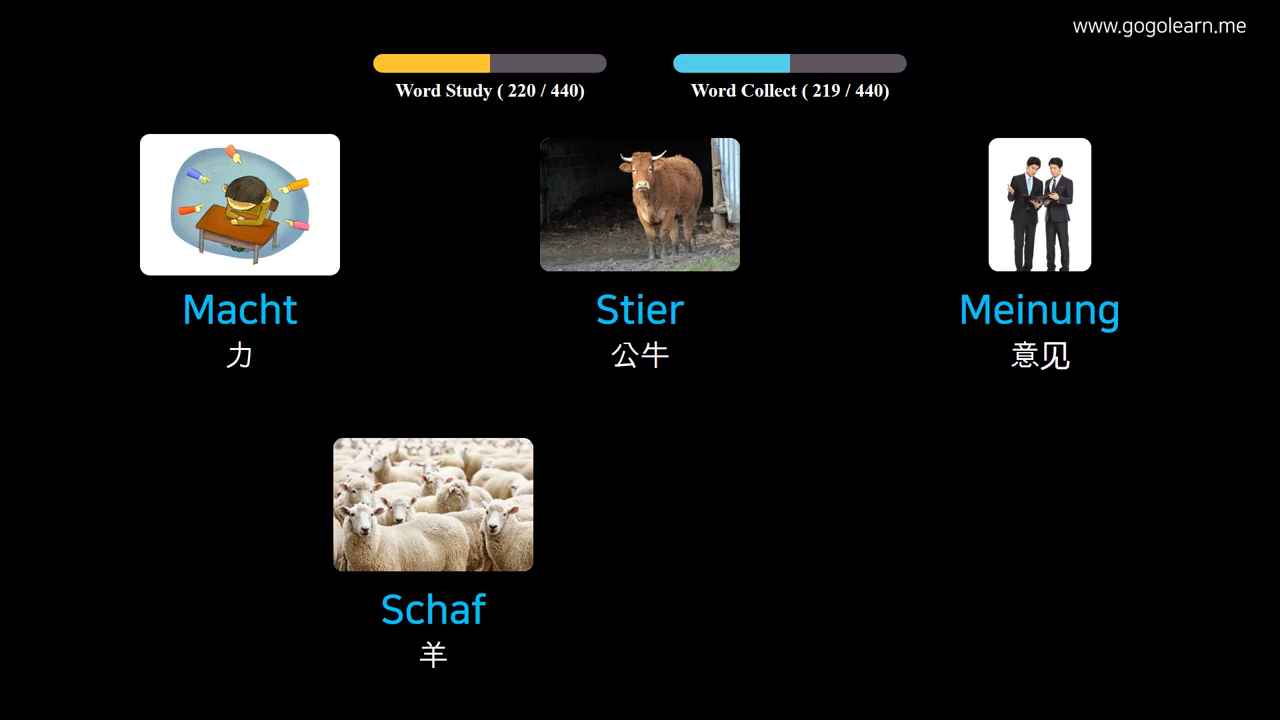 www.gogolearn.me
Word Study ( 220 / 440)
Word Collect ( 219 / 440)
Macht
力
Stier
公牛
Meinung
意见
Schaf
羊